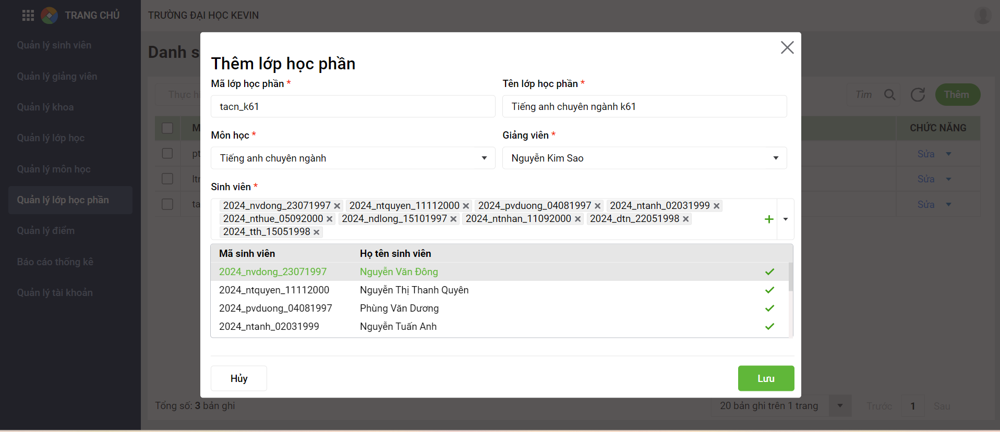 TRANG CHỦ
TRƯỜNG ĐẠI HỌC KEVIN
Quản lý sinh viên
Quản lý giảng viên
Quản lý khoa
Quản lý lớp học
Quản lý môn học
Quản lý lớp học phần
Quản lý điểm
Báo cáo thống kê
Quản lý tài khoản
Danh s
Thực hi
Tìm
Thêm
M
CHỨC NĂNG
pt
Sửa
ltr
Sửa
ta
Sửa
Thêm lớp học phần
Mã lớp học phần *
Tên lớp học phần *
tacn_k61
Tiếng anh chuyên ngành k61
Môn học *
Giảng viên *
Tiếng anh chuyên ngành
Nguyễn Kim Sao
Sinh viên *
2024_nvdong_23071997 2024_ntquyen_11112000 2024_pvduong_04081997 2024_ntanh_02031999
2024_nthue_05092000 2024_ndlong_15101997 2024_ntnhan_11092000 2024_dtn_22051998
2024_tth_15051998
Mã sinh viên Họ tên sinh viên
2024_nvdong_23071997 Nguyễn Văn Đông
2024_ntquyen_11112000 Nguyễn Thị Thanh Quyên
2024_pvduong_04081997 Phùng Văn Dương
2024_ntanh_02031999 Nguyễn Tuấn Anh
Hủy
Lưu
Tổng số: 3 bản ghi
20 bản ghi trên 1 trang
Trước 1 Sau